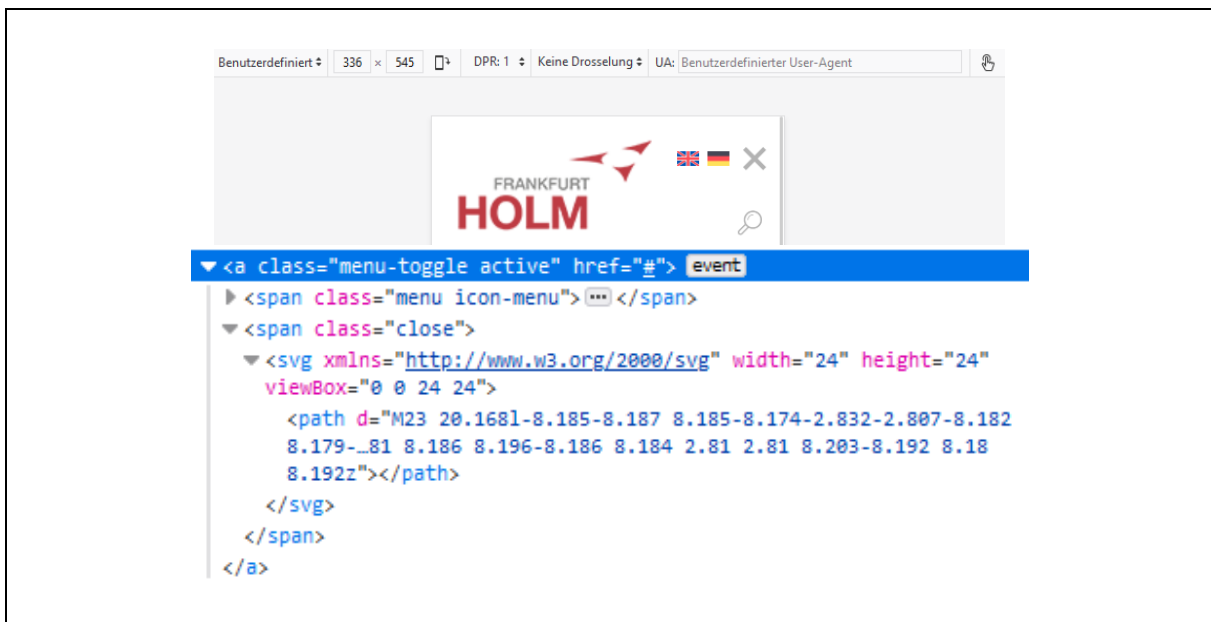 Benutzerdefiniert 336 × 545 DPR: 1 Keine Drosselung UA: Benutzerdefinierter User-Agent
FRANKFURT
HOLM
<a class="menu-toggle active" href="#"> event
<span class="menu icon-menu"> ⋯ </span>
<span class="close">
<svg xmlns="http://www.w3.org/2000/svg" width="24" height="24"
viewBox="0 0 24 24">
<path d="M23 20.168l-8.185-8.187 8.185-8.174-2.832-2.807-8.182
8.179-…81 8.186 8.196-8.186 8.184 2.81 2.81 8.203-8.192 8.18
8.192z"></path>
</svg>
</span>
</a>